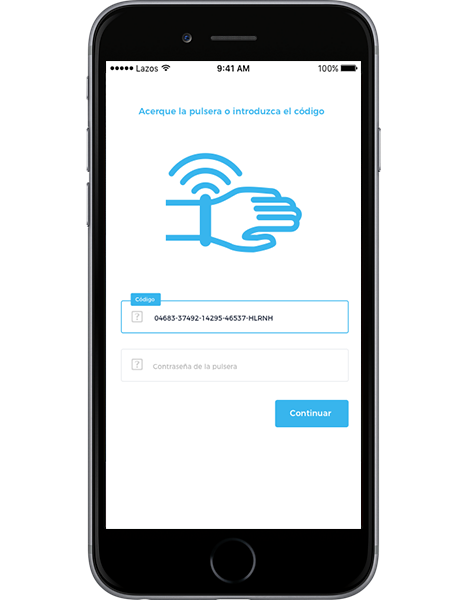 Lazos 9:41 AM 100%
Acerque la pulsera o introduzca el código
Código
04683-37492-14295-46537-HLRNH
Contraseña de la pulsera
Continuar